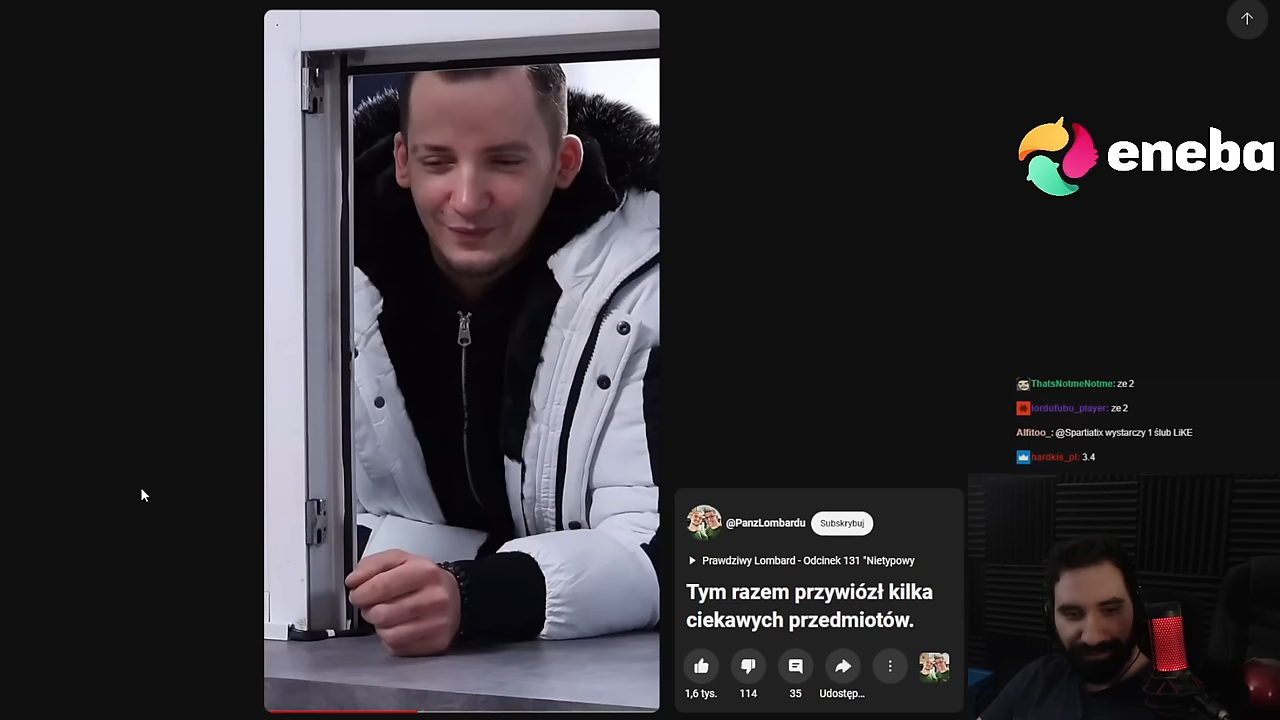 eneba
ThatsNotmeNotme: ze 2
lordufubu_player: ze 2
Alfitoo_: @Spartiatix wystarczy 1 ślub LiKE
hardkis_pl: 3.4
@PanzLombardu
Subskrybuj
Prawdziwy Lombard - Odcinek 131 "Nietypowy
Tym razem przywiózł kilka
ciekawych przedmiotów.
1,6 tys.
114
35
Udostęp...